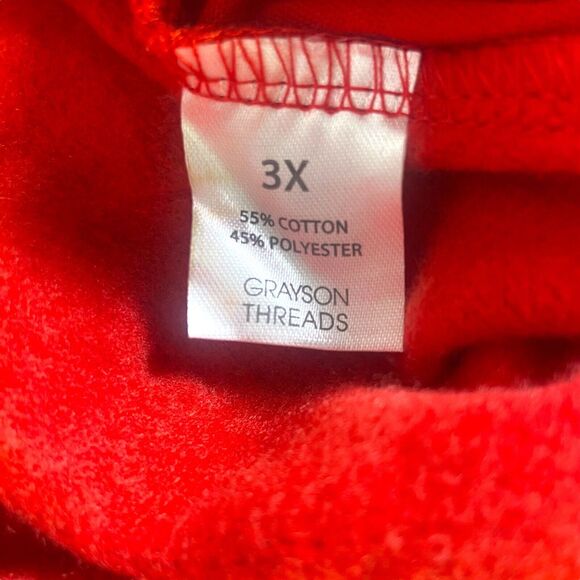 3X
55% COTTON
45% POLYESTER
GRAYSON
THREADS